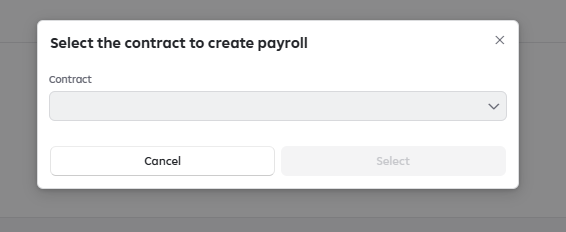 Select the contract to create payroll
Contract
Cancel
Select